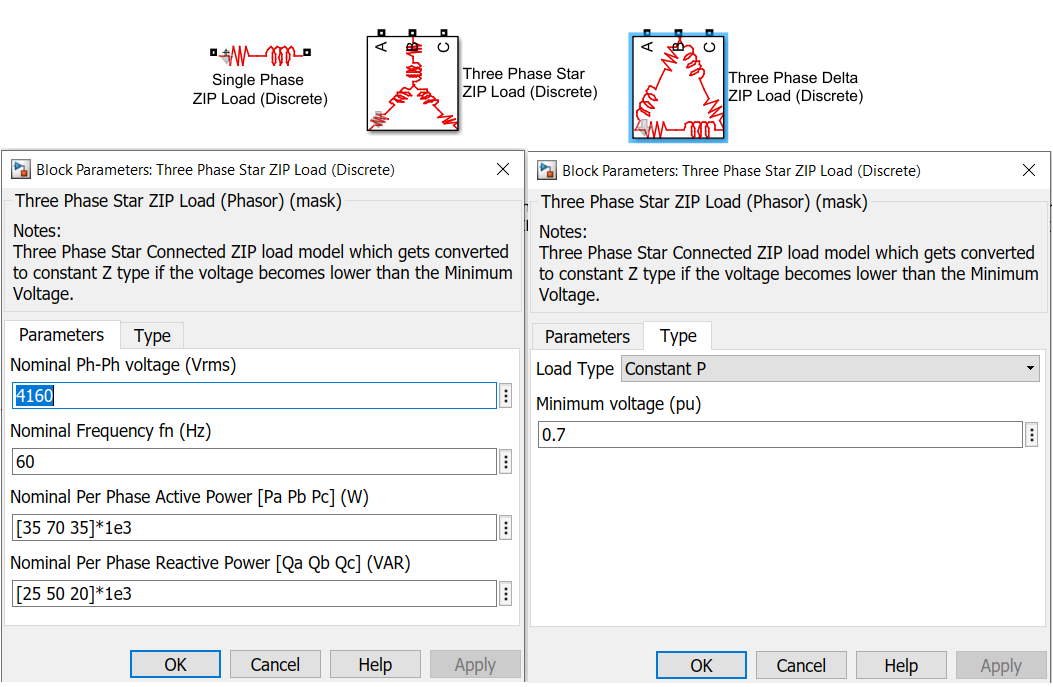 A B C
A B C
Single Phase
ZIP Load (Discrete)
Three Phase Star
ZIP Load (Discrete)
Three Phase Delta
ZIP Load (Discrete)
Block Parameters: Three Phase Star ZIP Load (Discrete)
Three Phase Star ZIP Load (Phasor) (mask)
Notes:
Three Phase Star Connected ZIP load model which gets converted
to constant Z type if the voltage becomes lower than the Minimum
Voltage.
Parameters
Type
Nominal Ph-Ph voltage (Vrms)
4160
Nominal Frequency fn (Hz)
60
Nominal Per Phase Active Power [Pa Pb Pc] (W)
[35 70 35]*1e3
Nominal Per Phase Reactive Power [Qa Qb Qc] (VAR)
[25 50 20]*1e3
OK
Cancel
Help
Apply
Block Parameters: Three Phase Star ZIP Load (Discrete)
Three Phase Star ZIP Load (Phasor) (mask)
Notes:
Three Phase Star Connected ZIP load model which gets converted
to constant Z type if the voltage becomes lower than the Minimum
Voltage.
Parameters
Type
Load Type Constant P
Minimum voltage (pu)
0.7
OK
Cancel
Help
Apply